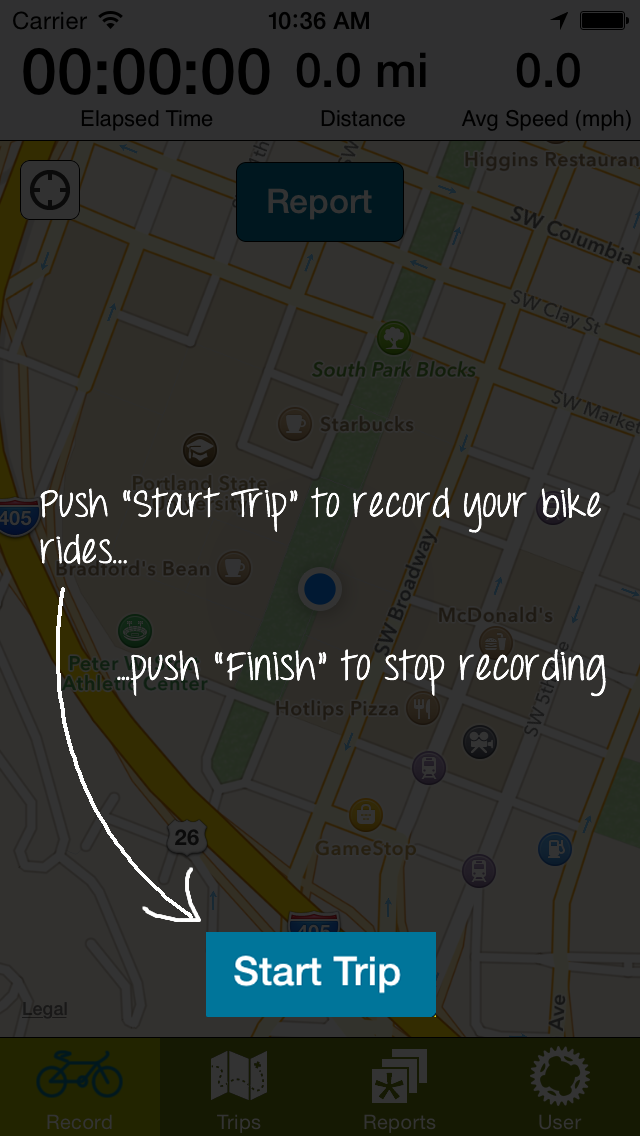 Carrier 10:36 AM
00:00:00 0.0 mi 0.0
Elapsed Time Distance Avg Speed (mph)
Higgins Restauran
SW
Report
SW Columbia
SW Clay St
South Park Blocks
SW Market
Starbucks
Portland State
Push "Start Trip" to record your bike
405
rides...
Bradford's Bean
SW Broadway
McDonald's
Peter
...push "Finish" to stop recording
Athletic Center
SW 5th
Hotlips Pizza
26
GameStop
405
Start Trip
Legal
Ave
Record Trips Reports User